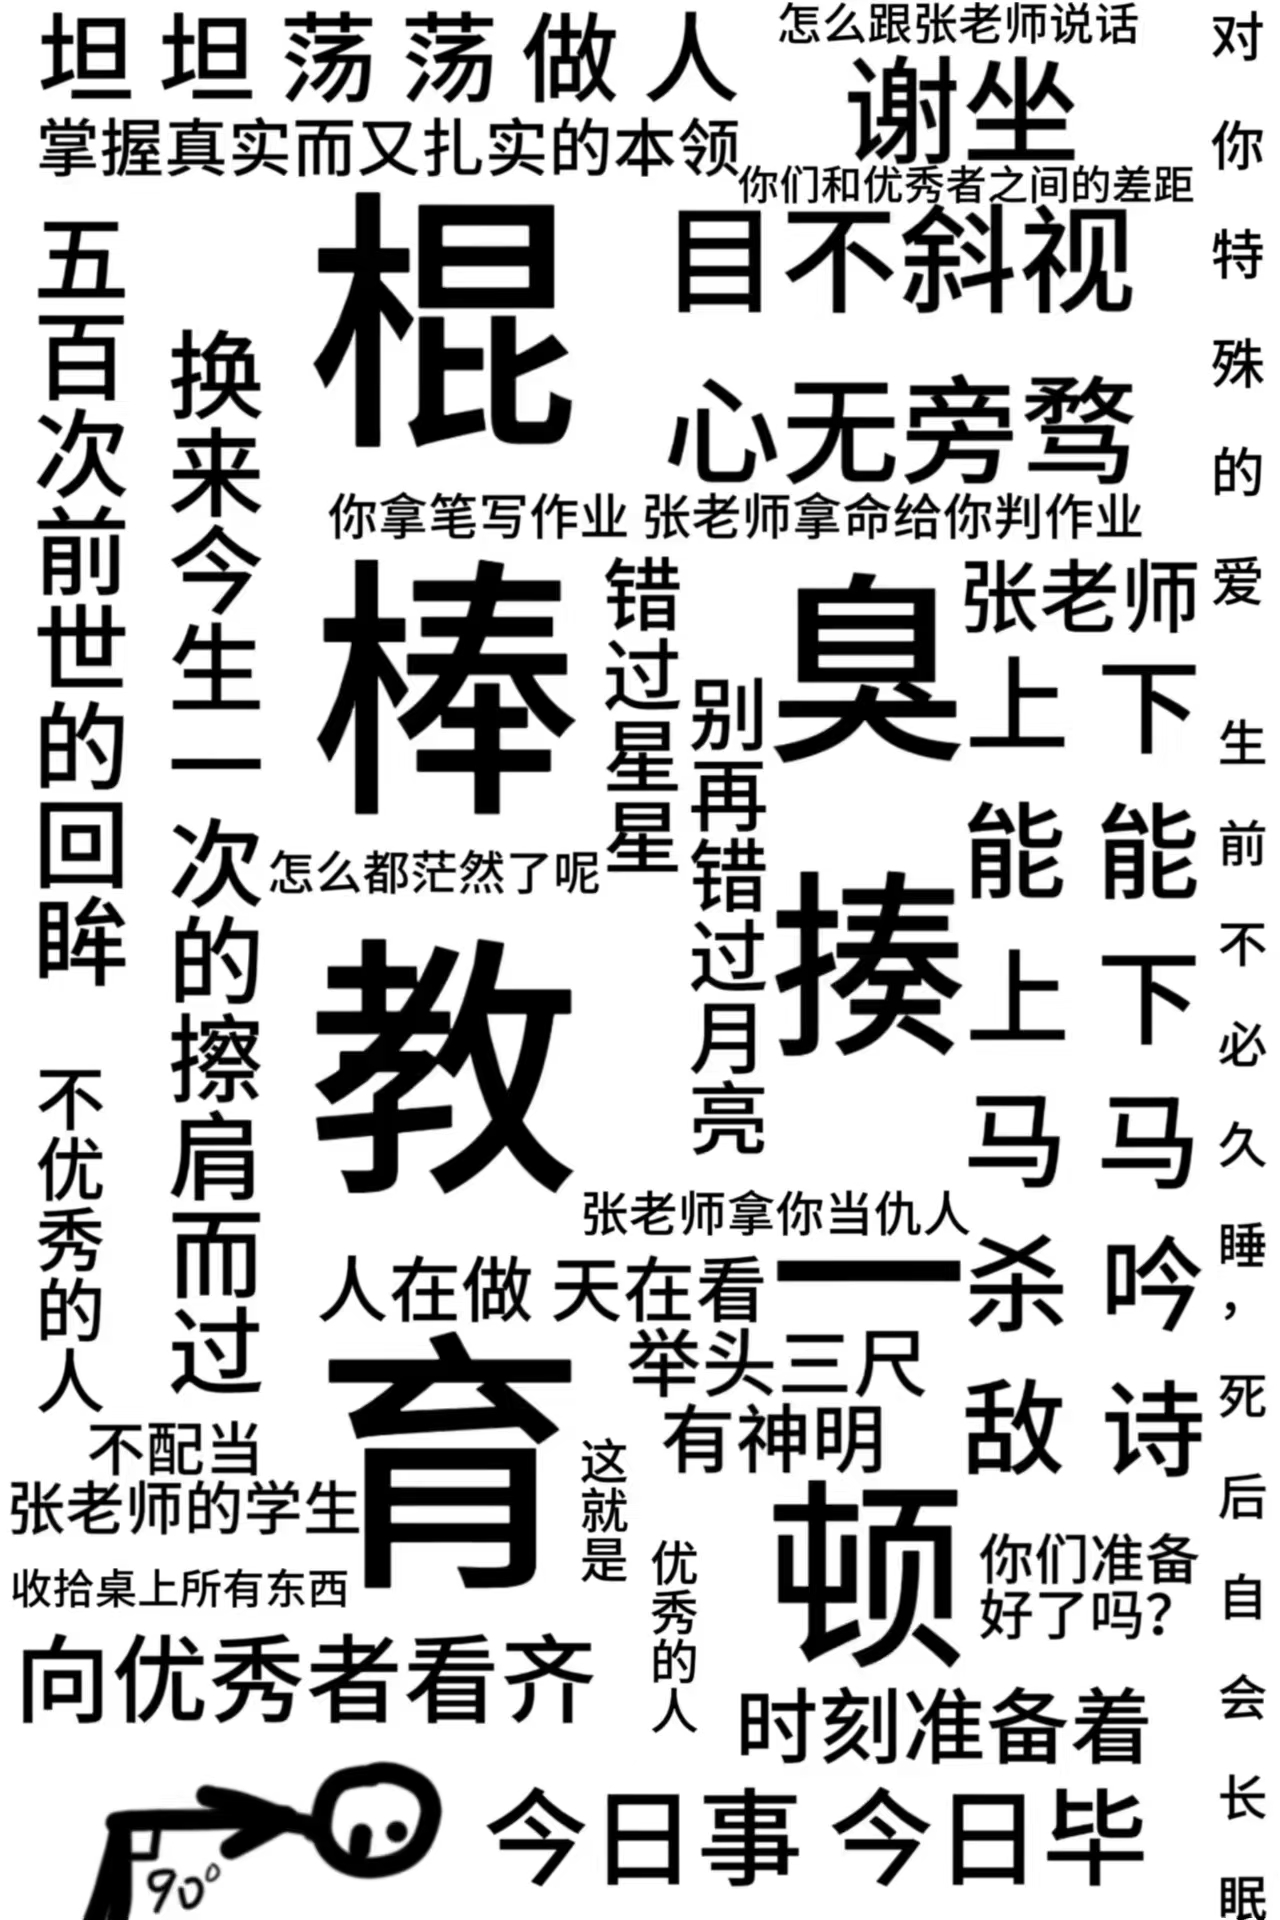 坦坦荡荡做人
掌握真实而又扎实的本领
怎么跟张老师说话
谢坐
你们和优秀者之间的差距
目不斜视
心无旁骛
对你特殊的爱
五百次前世的回眸
换来今生一次的擦肩而过
棍棒教育
你拿笔写作业 张老师拿命给你判作业
错过星星
别再错过月亮
臭揍一顿
张老师
上能上马杀敌
下能下马吟诗
生前不必久睡，死后自会长眠
怎么都茫然了呢
张老师拿你当仇人
人在做 天在看
举头三尺
有神明
不优秀的人
不配当
张老师的学生
收拾桌上所有东西
向优秀者看齐
这就是
优秀的人
你们准备
好了吗?
时刻准备着
今日事 今日毕
90°